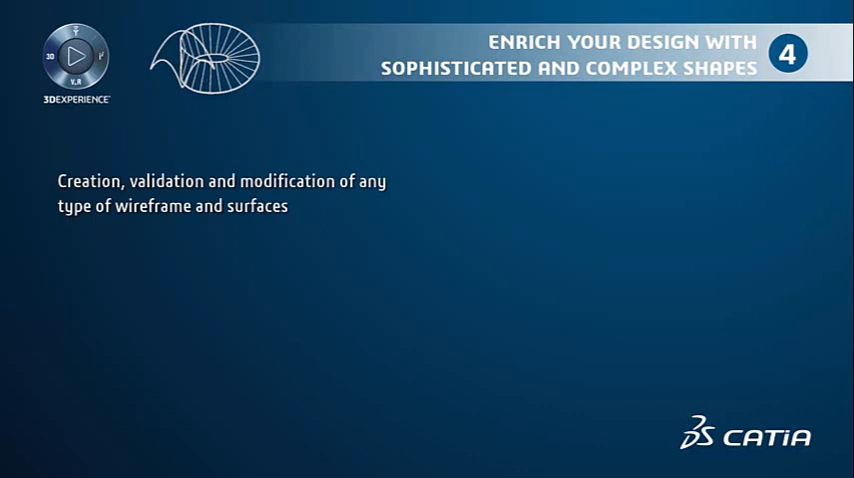 ENRICH YOUR DESIGN WITH
SOPHISTICATED AND COMPLEX SHAPES
4
3D
V.R
3DEXPERIENCE
Creation, validation and modification of any
type of wireframe and surfaces
CATIA